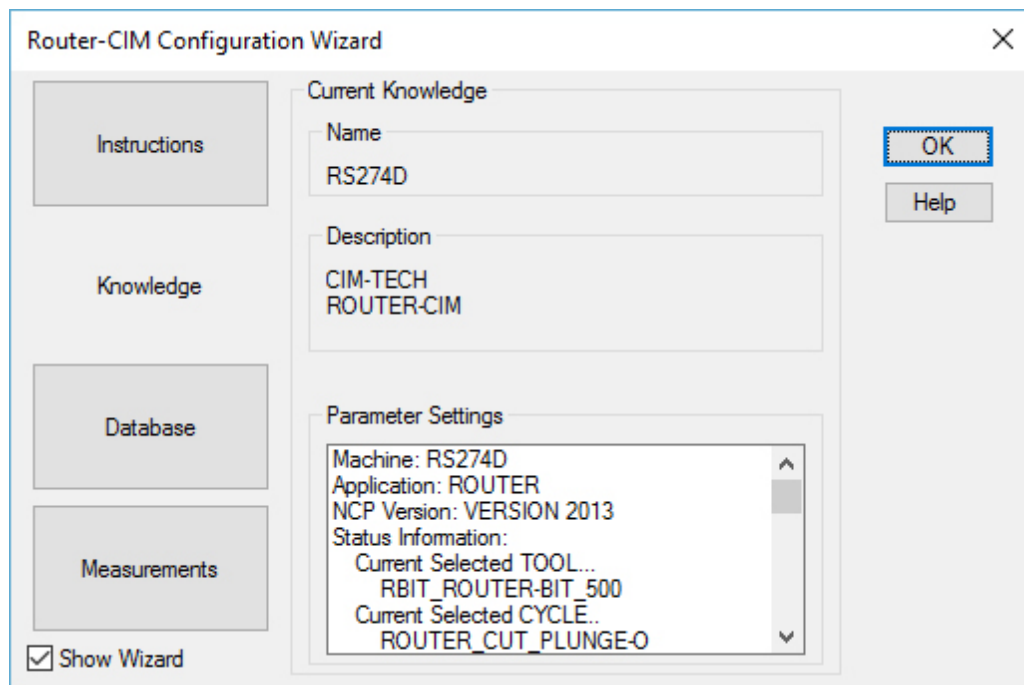 Router-CIM Configuration Wizard
Instructions
Knowledge
Database
Measurements
Show Wizard
Current Knowledge
Name
RS274D
Description
CIM-TECH
ROUTER-CIM
Parameter Settings
Machine: RS274D
Application: ROUTER
NCP Version: VERSION 2013
Status Information:
Current Selected TOOL...
RBIT_ROUTER-BIT_500
Current Selected CYCLE..
ROUTER_CUT_PLUNGE-O
OK
Help